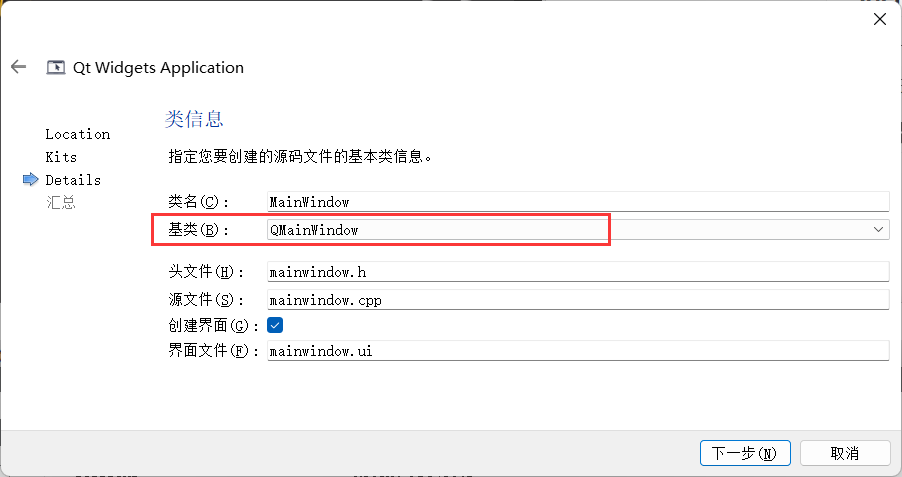 Qt Widgets Application
Location
Kits
Details
汇总
类信息
指定您要创建的源码文件的基本类信息。
类名(C): MainWindow
基类(B): QMainWindow
头文件(H): mainwindow.h
源文件(S): mainwindow.cpp
创建界面(G):
界面文件(F): mainwindow.ui
下一步(N)
取消